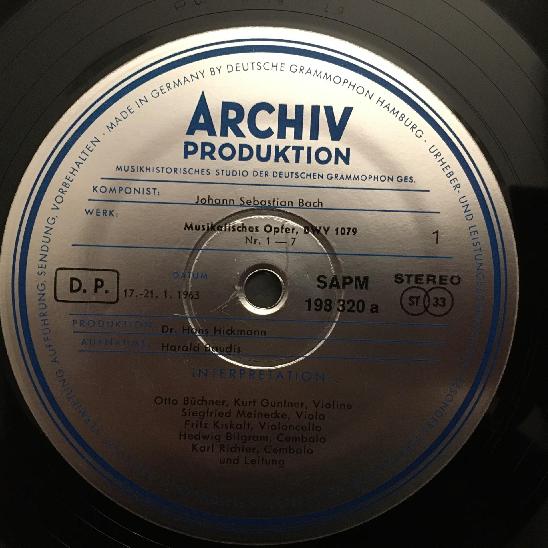 MADE IN GERMANY BY DEUTSCHE GRAMMOPHON HAMBURG · URHEBER- UND LEISTUNGS
AUFFÜHRUNG, SENDUNG, VORBEHALTEN ·
ARCHIV
PRODUKTION
MUSIKHISTORISCHES STUDIO DER DEUTSCHEN GRAMMOPHON GES.
KOMPONIST: Johann Sebastian Bach
WERK: Musikalisches Opfer, BWV 1079
Nr. 1 — 7
1
D. P.
DATUM
17.-21. 1. 1963
SAPM
198 320 a
STEREO
ST 33
PRODUKTION Dr. Hans Hickmann
AUFNAHME: Harald Baudis
INTERPRETATION
Otto Büchner, Kurt Guntner, Violine
Siegfried Meinecke, Viola
Fritz Kiskalt, Violoncello
Hedwig Bilgram, Cembalo
Karl Richter, Cembalo
und Leitung